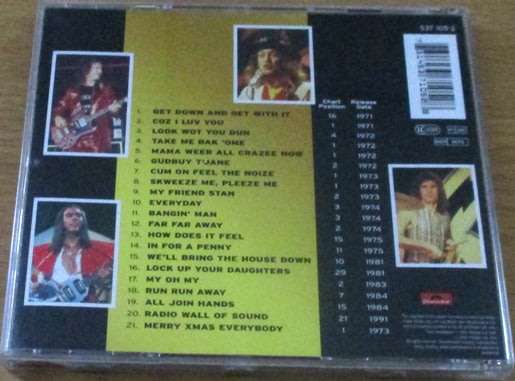 537 105-2
Chart Position
Release Date
1. GET DOWN AND GET WITH IT 16 1971
2. COZ I LUV YOU 1 1971
3. LOOK WOT YOU DUN 4 1972
4. TAKE ME BAK 'OME 1 1972
5. MAMA WEER ALL CRAZEE NOW 1 1972
6. GUDBUY T'JANE 2 1972
7. CUM ON FEEL THE NOIZE 1 1973
8. SKWEEZE ME, PLEEZE ME 1 1973
9. MY FRIEND STAN 2 1973
10. EVERYDAY 3 1974
11. BANGIN' MAN 3 1974
12. FAR FAR AWAY 2 1974
13. HOW DOES IT FEEL 15 1975
14. IN FOR A PENNY 11 1975
15. WE'LL BRING THE HOUSE DOWN 10 1981
16. LOCK UP YOUR DAUGHTERS 29 1981
17. MY OH MY 2 1983
18. RUN RUN AWAY 7 1984
19. ALL JOIN HANDS 15 1984
20. RADIO WALL OF SOUND 21 1991
21. MERRY XMAS EVERYBODY 1 1973